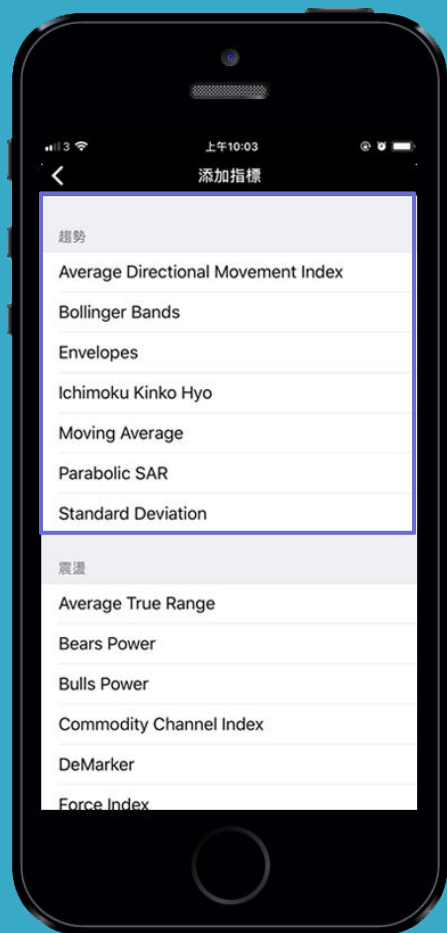 3
上午10:03
添加指標
趨勢
Average Directional Movement Index
Bollinger Bands
Envelopes
Ichimoku Kinko Hyo
Moving Average
Parabolic SAR
Standard Deviation
震盪
Average True Range
Bears Power
Bulls Power
Commodity Channel Index
DeMarker
Force Index